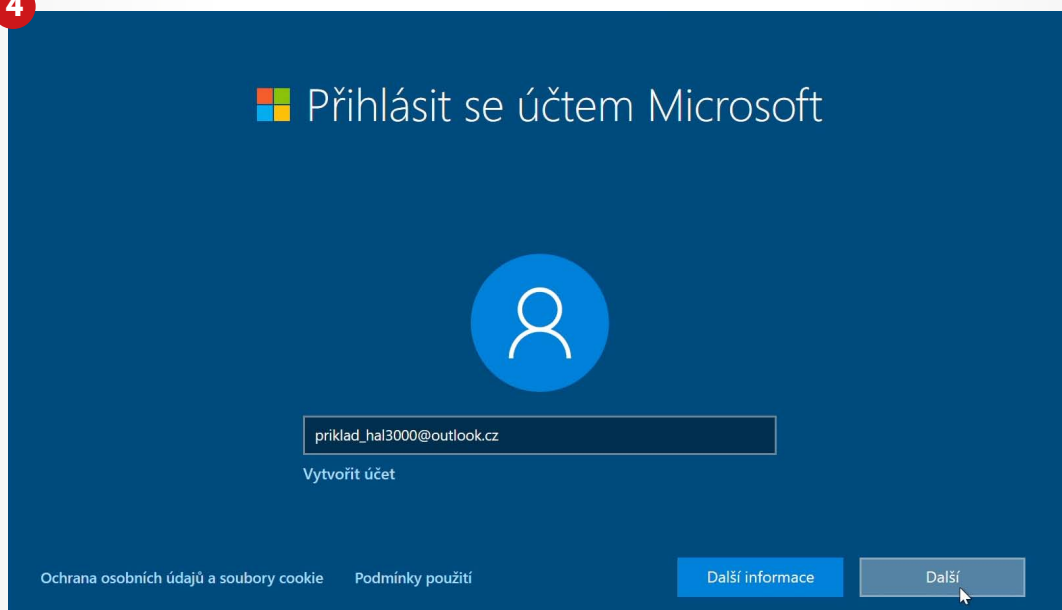 4
Přihlásit se účtem Microsoft
priklad_hal3000@outlook.cz
Vytvořit účet
Ochrana osobních údajů a soubory cookie Podmínky použití Další informace Další